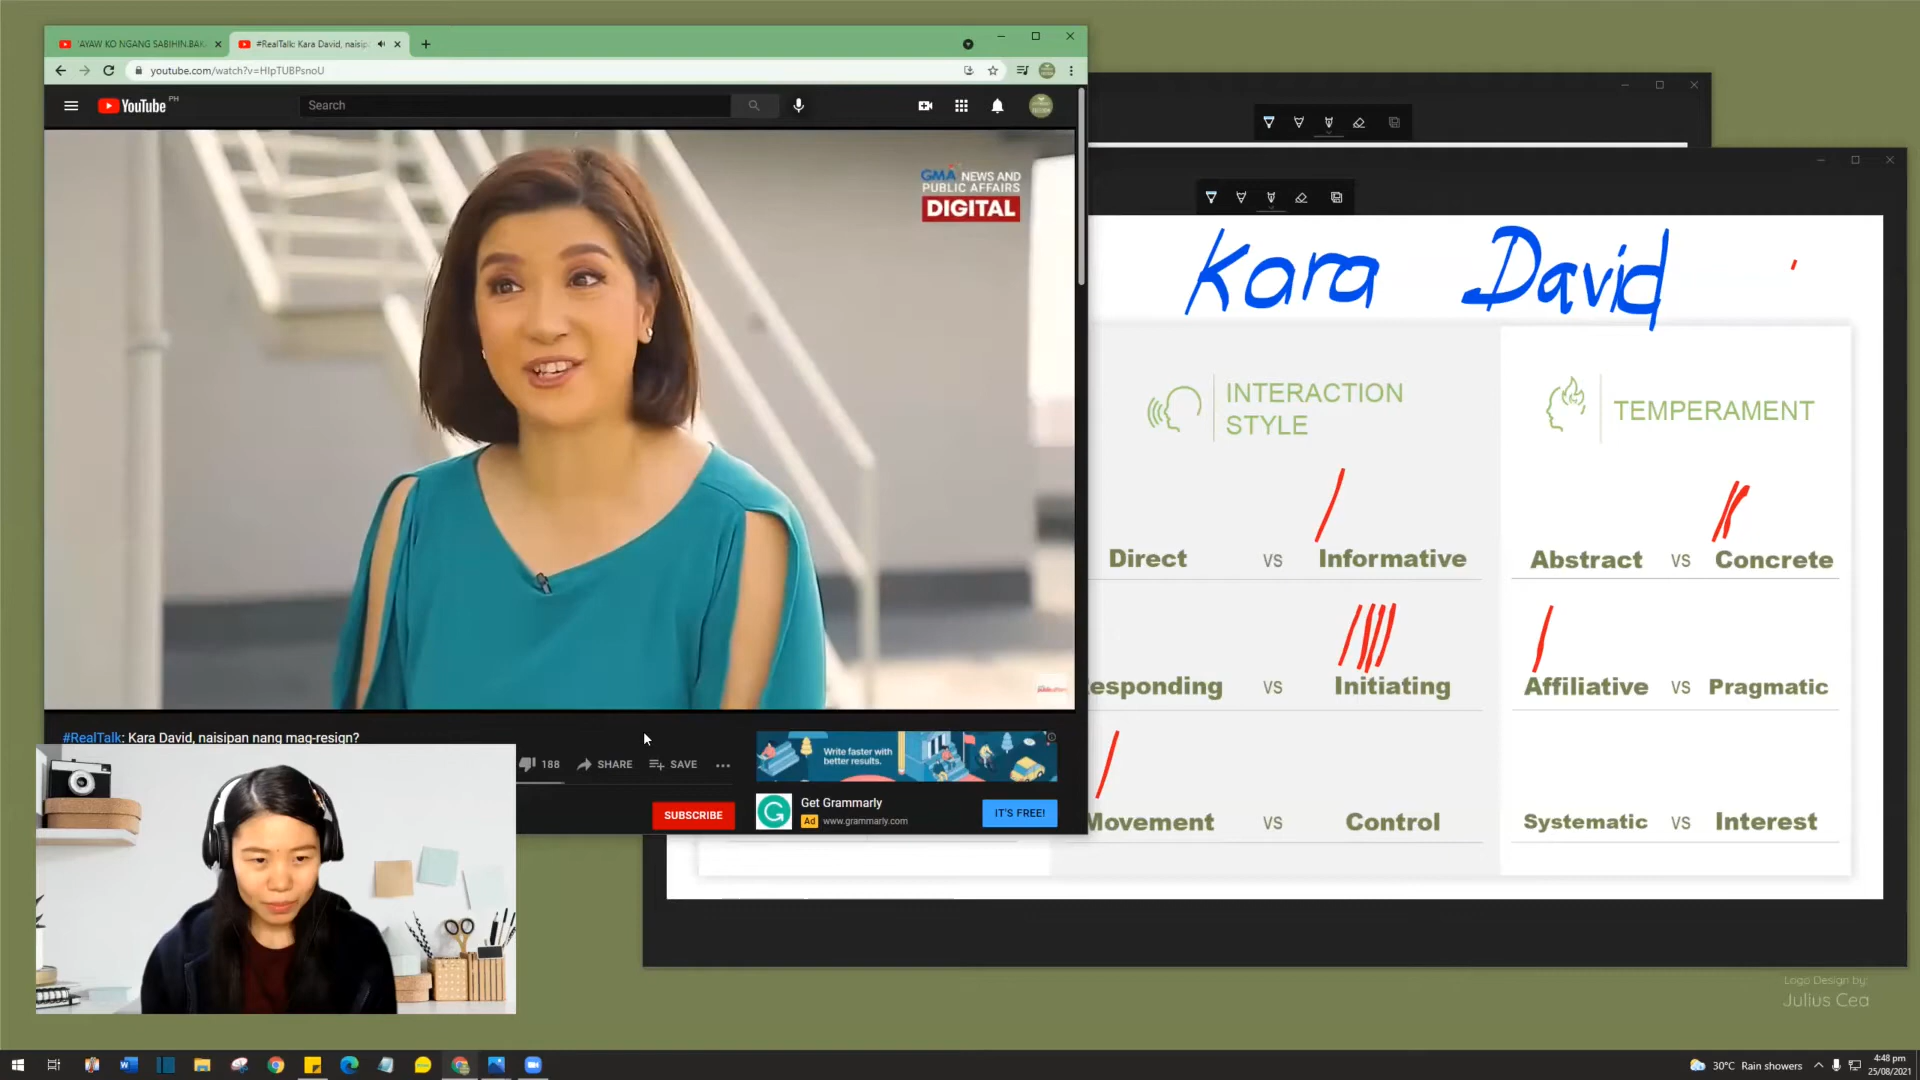 'AYAW KO NGANG SABIHIN.BAK
#RealTalk: Kara David, naisip
youtube.com/watch?v=HIpTUBPsnoU
YouTube PH
Search
GMA NEWS AND
PUBLIC AFFAIRS
DIGITAL
#RealTalk: Kara David, naisipan nang mag-resign?
188
SHARE
SAVE
SUBSCRIBE
Write faster with
better results.
Get Grammarly
Ad www.grammarly.com
IT'S FREE!
Kara David
INTERACTION
STYLE
TEMPERAMENT
Direct vs Informative
Abstract vs Concrete
esponding vs Initiating
Affiliative vs Pragmatic
Movement vs Control
Systematic vs Interest
Logo Design by:
Julius Cea
30°C Rain showers
4:48 pm
25/08/2021